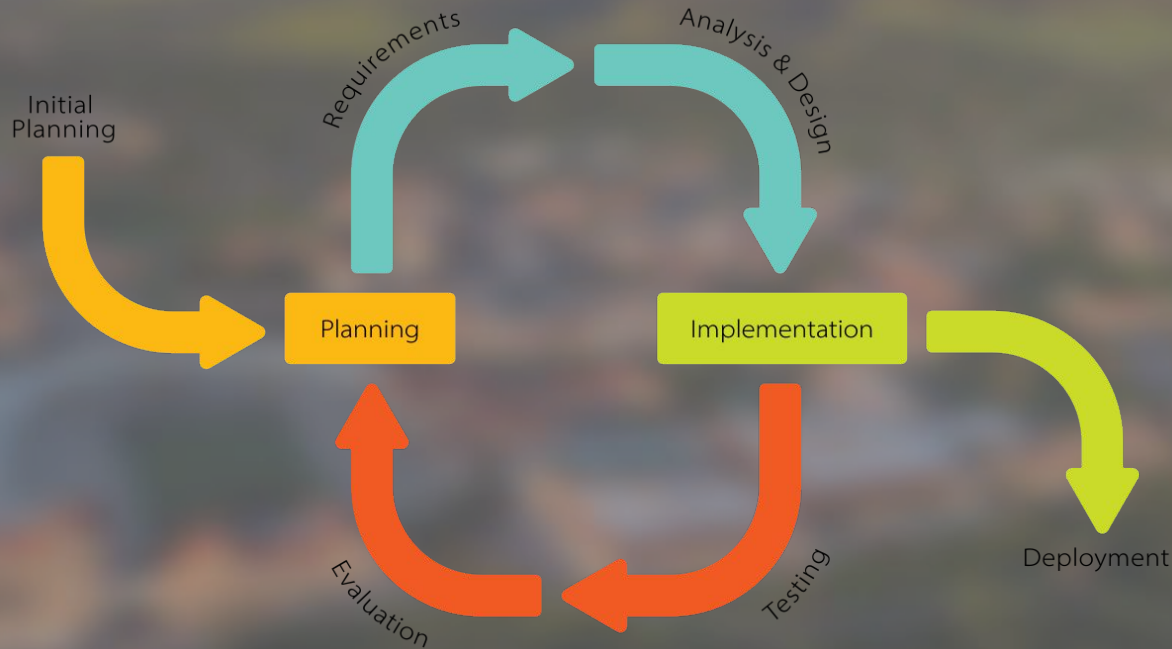 Requirements
Analysis & Design
Initial
Planning
Planning
Implementation
Evaluation
Testing
Deployment